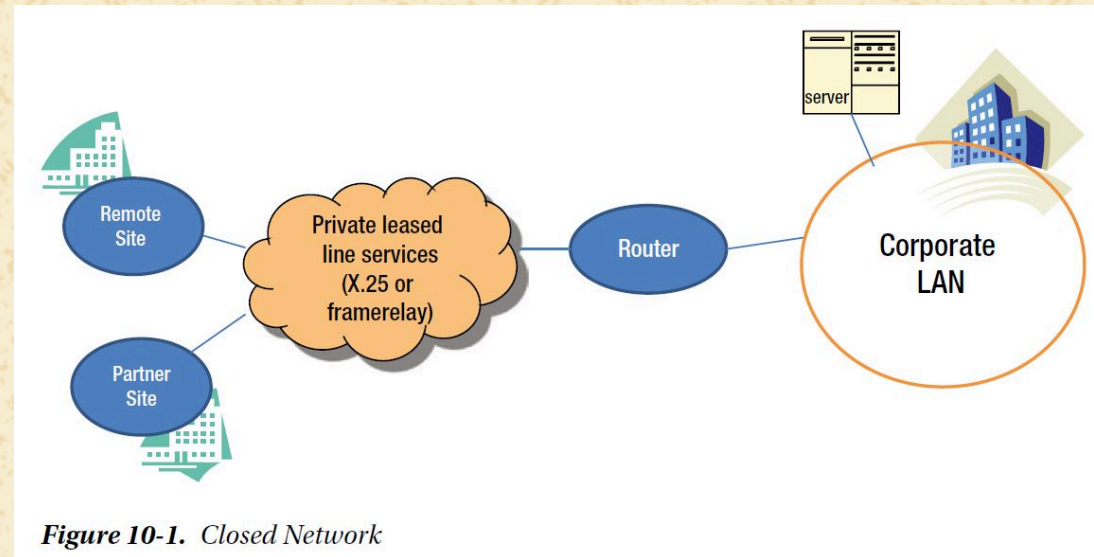 server
Remote
Site
Private leased
line services
(X.25 or
framerelay)
Router
Corporate
LAN
Partner
Site
Figure 10-1. Closed Network